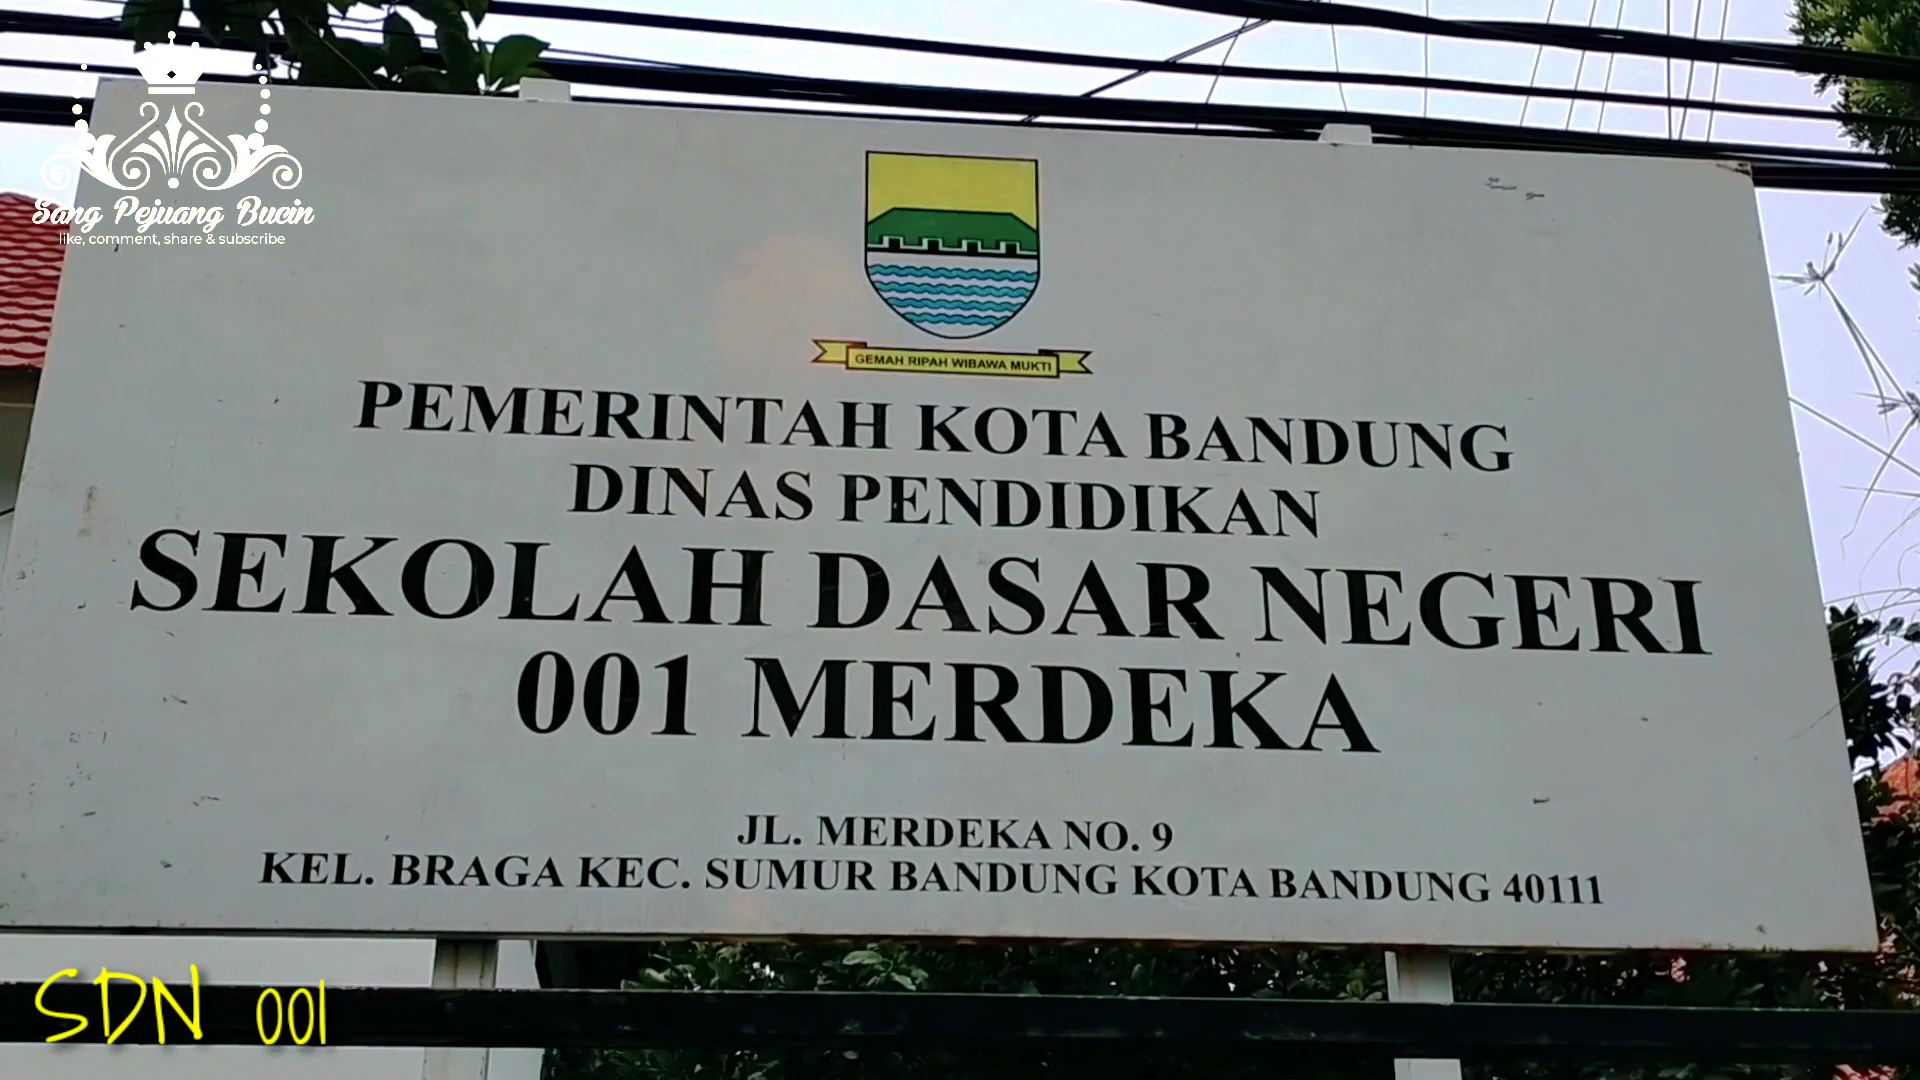 Sang Pejuang Bucin
like, comment, share & subscribe
GEMAH RIPAH WIBAWA MUKTI
PEMERINTAH KOTA BANDUNG
DINAS PENDIDIKAN
SEKOLAH DASAR NEGERI
001 MERDEKA
JL. MERDEKA NO. 9
KEL. BRAGA KEC. SUMUR BANDUNG KOTA BANDUNG 40111
SDN 001